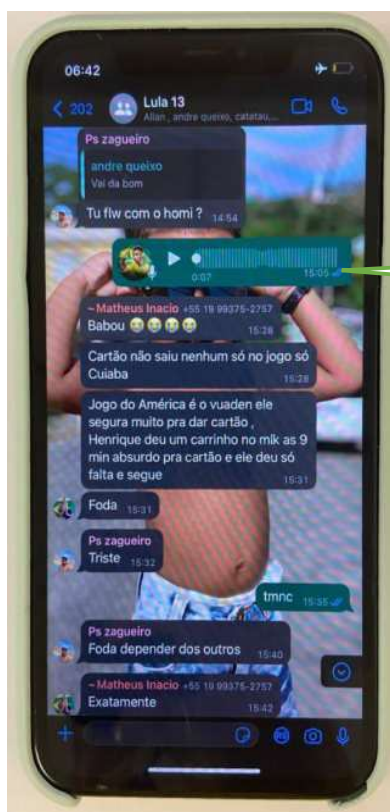 06:42
202
Lula 13
Allan , andre queixo, catatau,...
Ps zagueiro
andre queixo
Vai da bom
Tu flw com o homi ? 14:54
0:07 15:05
~ Matheus Inacio +55 19 99375-2757
Babou 😭😭😭😭 15:28
Cartão não saiu nenhum só no jogo só
Cuiaba 15:28
Jogo do América é o vuaden ele
segura muito pra dar cartão ,
Henrique deu um carrinho no mlk as 9
min absurdo pra cartão e ele deu só
falta e segue 15:31
Foda 15:31
Ps zagueiro
Triste 15:32
tmnc 15:35
Ps zagueiro
Foda depender dos outros 15:40
~ Matheus Inacio +55 19 99375-2757
Exatamente 15:42